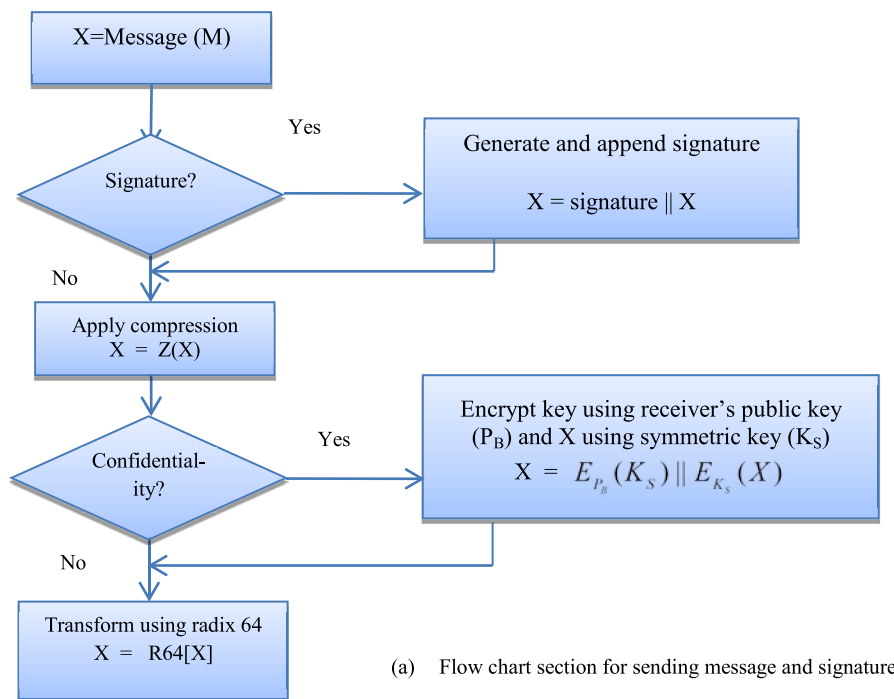 X=Message (M)
Yes
Generate and append signature
Signature?
X = signature || X
No
Apply compression
X = Z(X)
Encrypt key using receiver's public key
Yes
(P_B) and X using symmetric key (K_S)
Confidential-
X = E_{P_B}(K_S) || E_{K_S}(X)
ity?
No
Transform using radix 64
X = R64[X]
(a) Flow chart section for sending message and signature